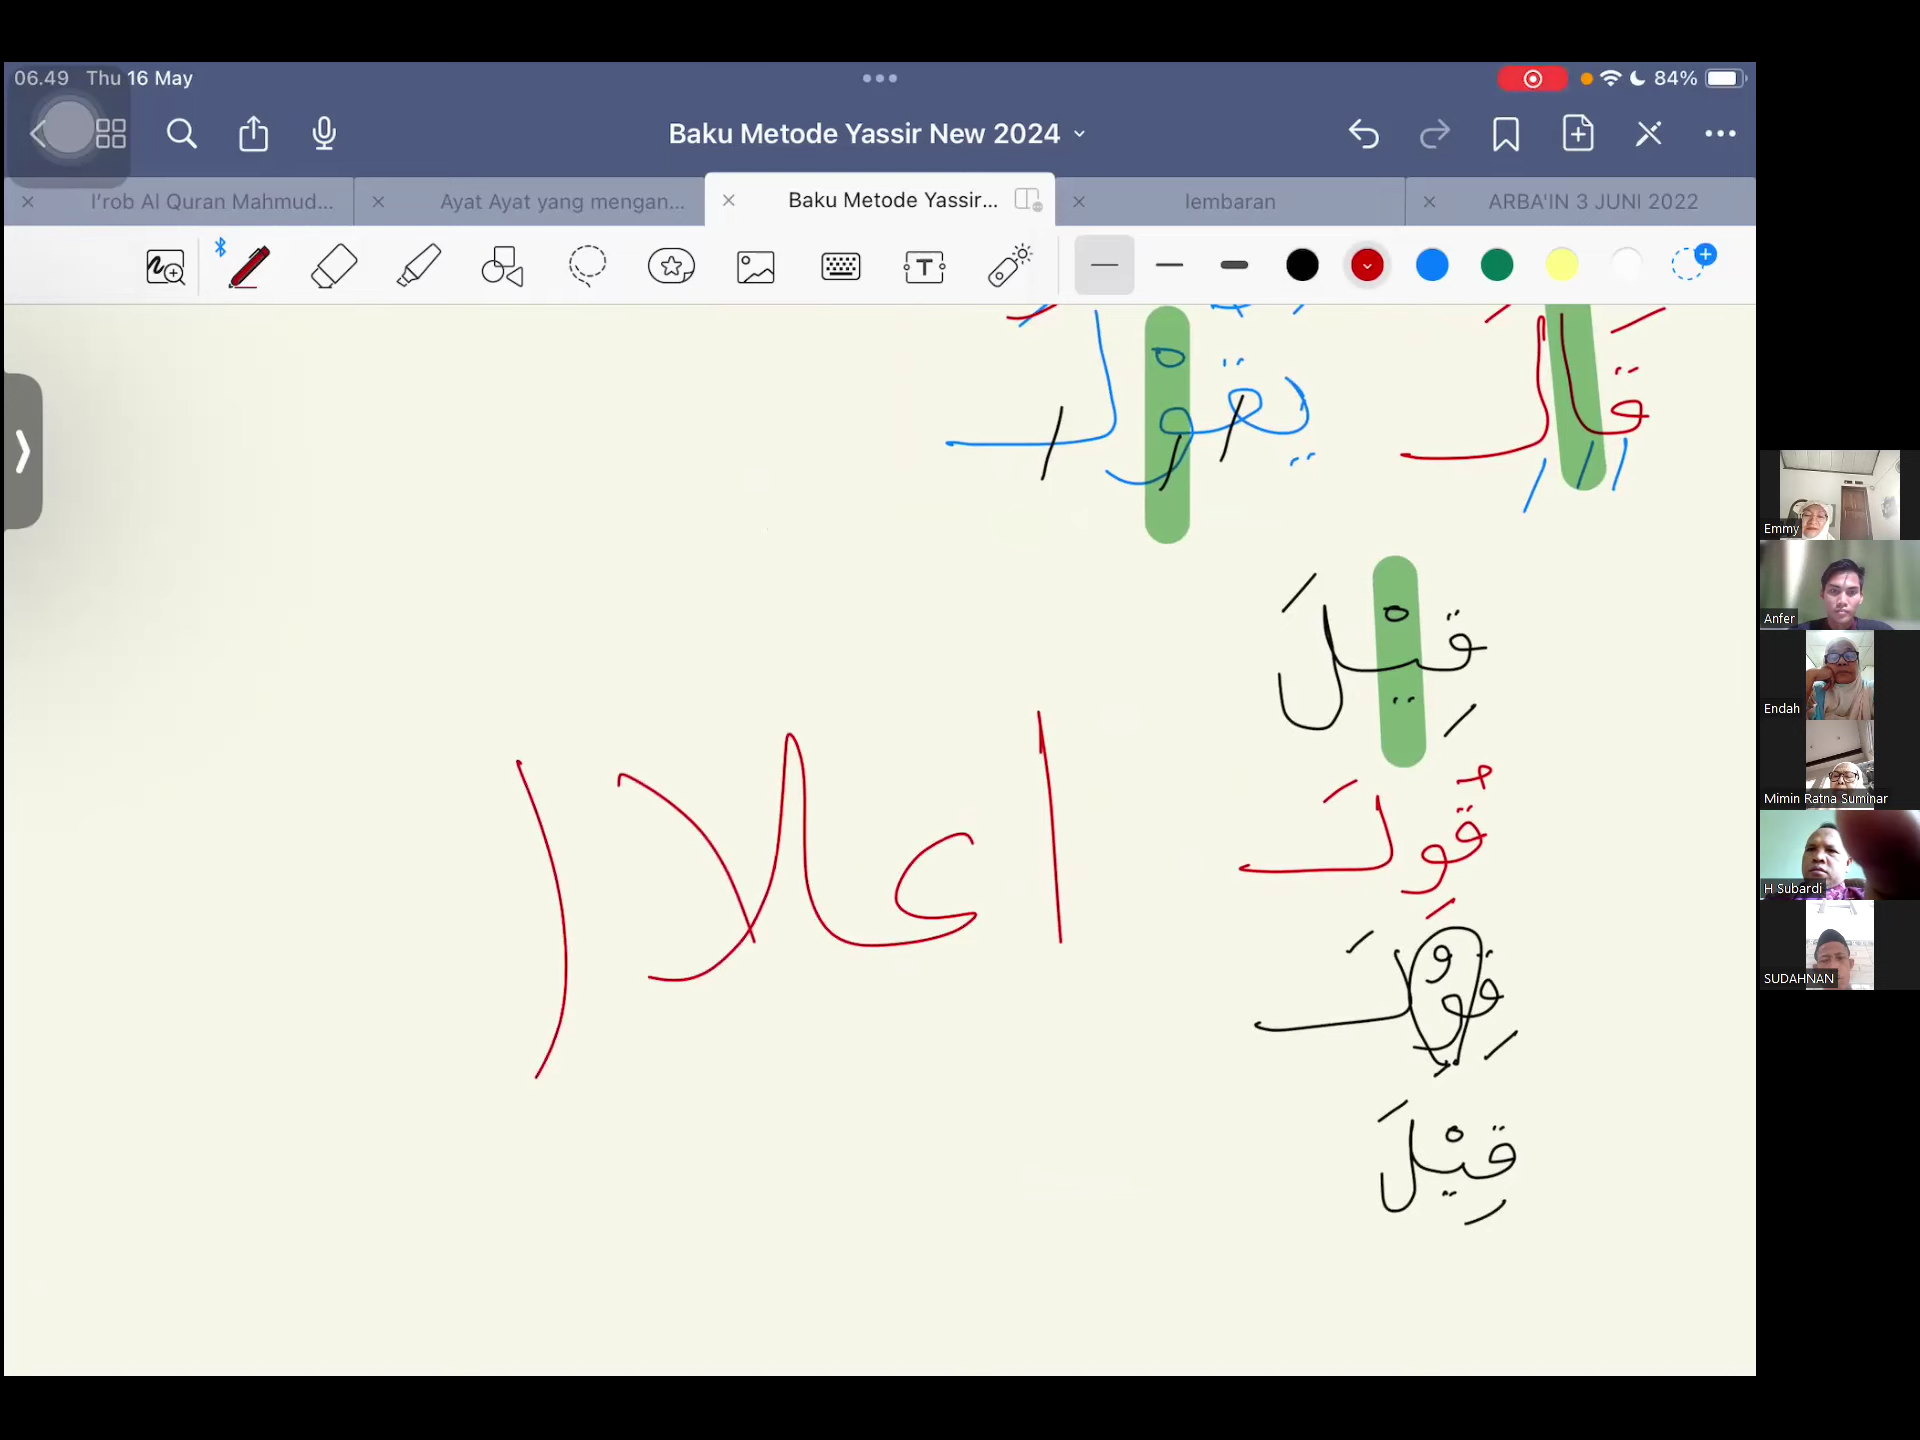 06.49 Thu 16 May
84%
Baku Metode Yassir New 2024
I'rob Al Quran Mahmud...
Ayat Ayat yang mengan...
Baku Metode Yassir...
lembaran
ARBA'IN 3 JUNI 2022
T
قَالَ يقوْل
قِيْلَ
قُوِلَ
قِوْلَ
قِيْلَ
اعلال
Emmy
Anfer
Endah
Mimin Ratna Suminar
H Subardi
SUDAHNAN